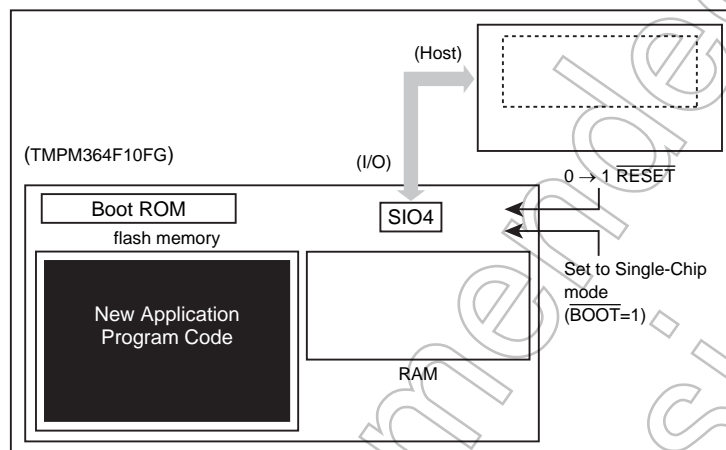 (Host)
(TMPM364F10FG)
(I/O)
0 → 1 RESET
Boot ROM
SIO4
flash memory
Set to Single-Chip
mode
(BOOT=1)
New Application
Program Code
RAM